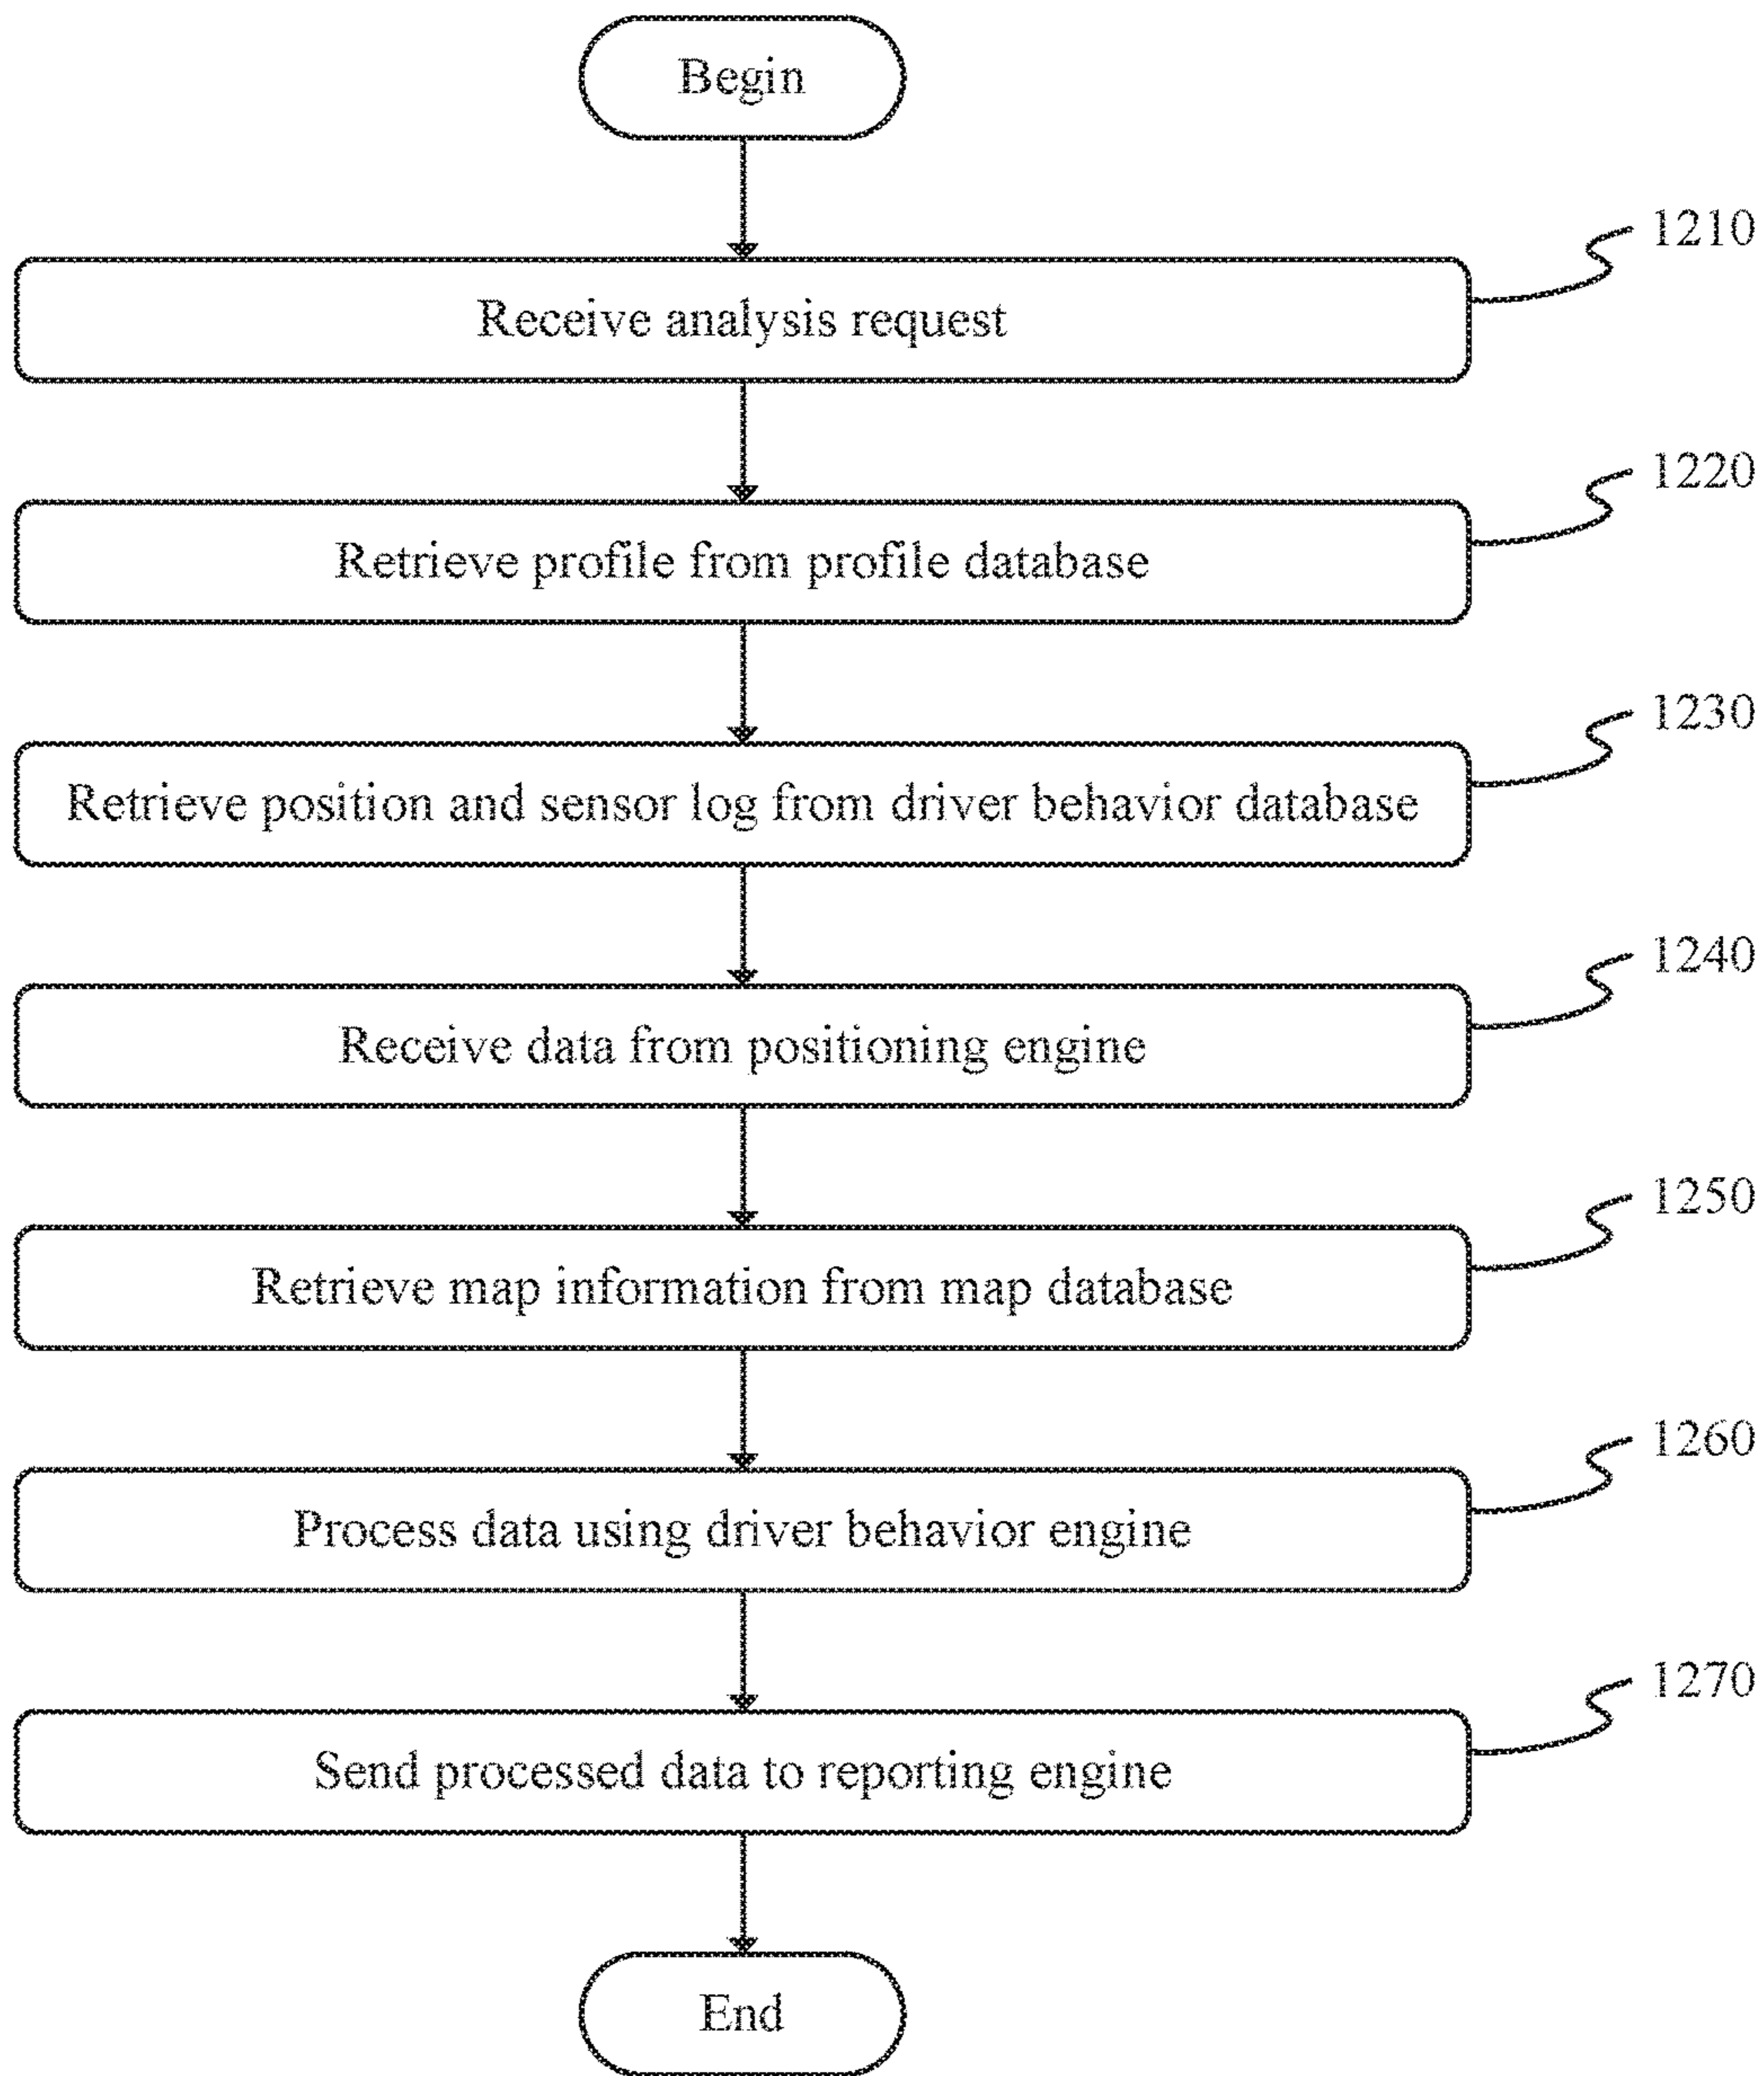 Begin
1210
Receive analysis request
1220
Retrieve profile from profile database
1230
Retrieve position and sensor log from driver behavior database
1240
Receive data from positioning engine
1250
Retrieve map information from map database
1260
Process data using driver behavior engine
1270
Send processed data to reporting engine
End